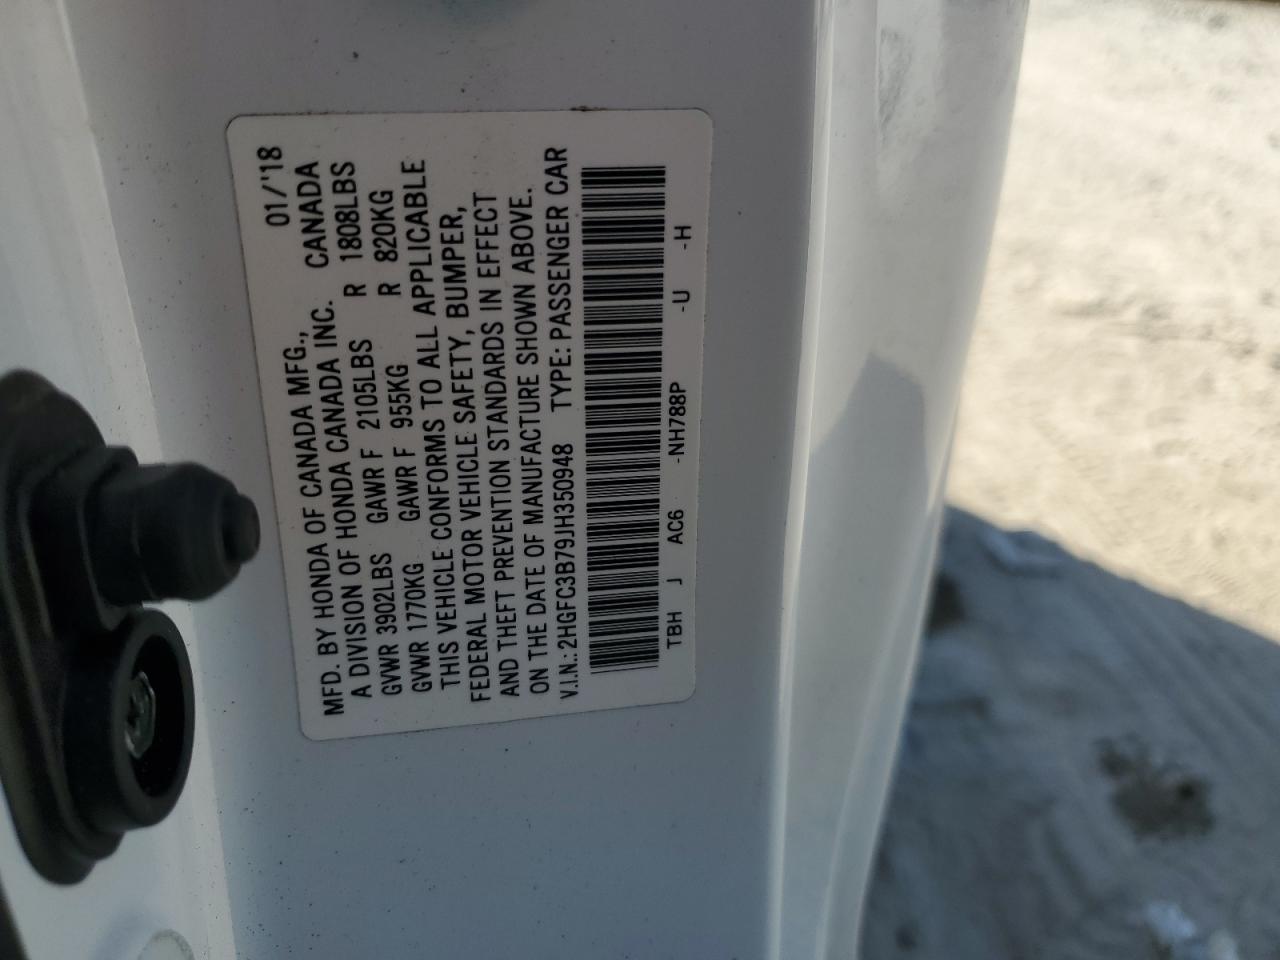 MFD. BY HONDA OF CANADA MFG., 01/'18
A DIVISION OF HONDA CANADA INC. CANADA
GVWR 3902LBS GAWR F 2105LBS R 1808LBS
GVWR 1770KG GAWR F 955KG R 820KG
THIS VEHICLE CONFORMS TO ALL APPLICABLE
FEDERAL MOTOR VEHICLE SAFETY, BUMPER,
AND THEFT PREVENTION STANDARDS IN EFFECT
ON THE DATE OF MANUFACTURE SHOWN ABOVE.
V.I.N.: 2HGFC3B79JH350948 TYPE: PASSENGER CAR
TBH J AC6 -NH788P -U -H